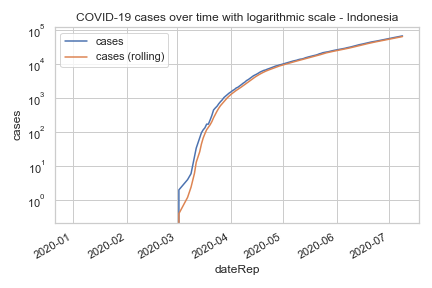 COVID-19 cases over time with logarithmic scale - Indonesia
cases
cases (rolling)
10^5
10^4
10^3
10^2
10^1
10^0
cases
2020-01
2020-02
2020-03
2020-04
2020-05
2020-06
2020-07
dateRep